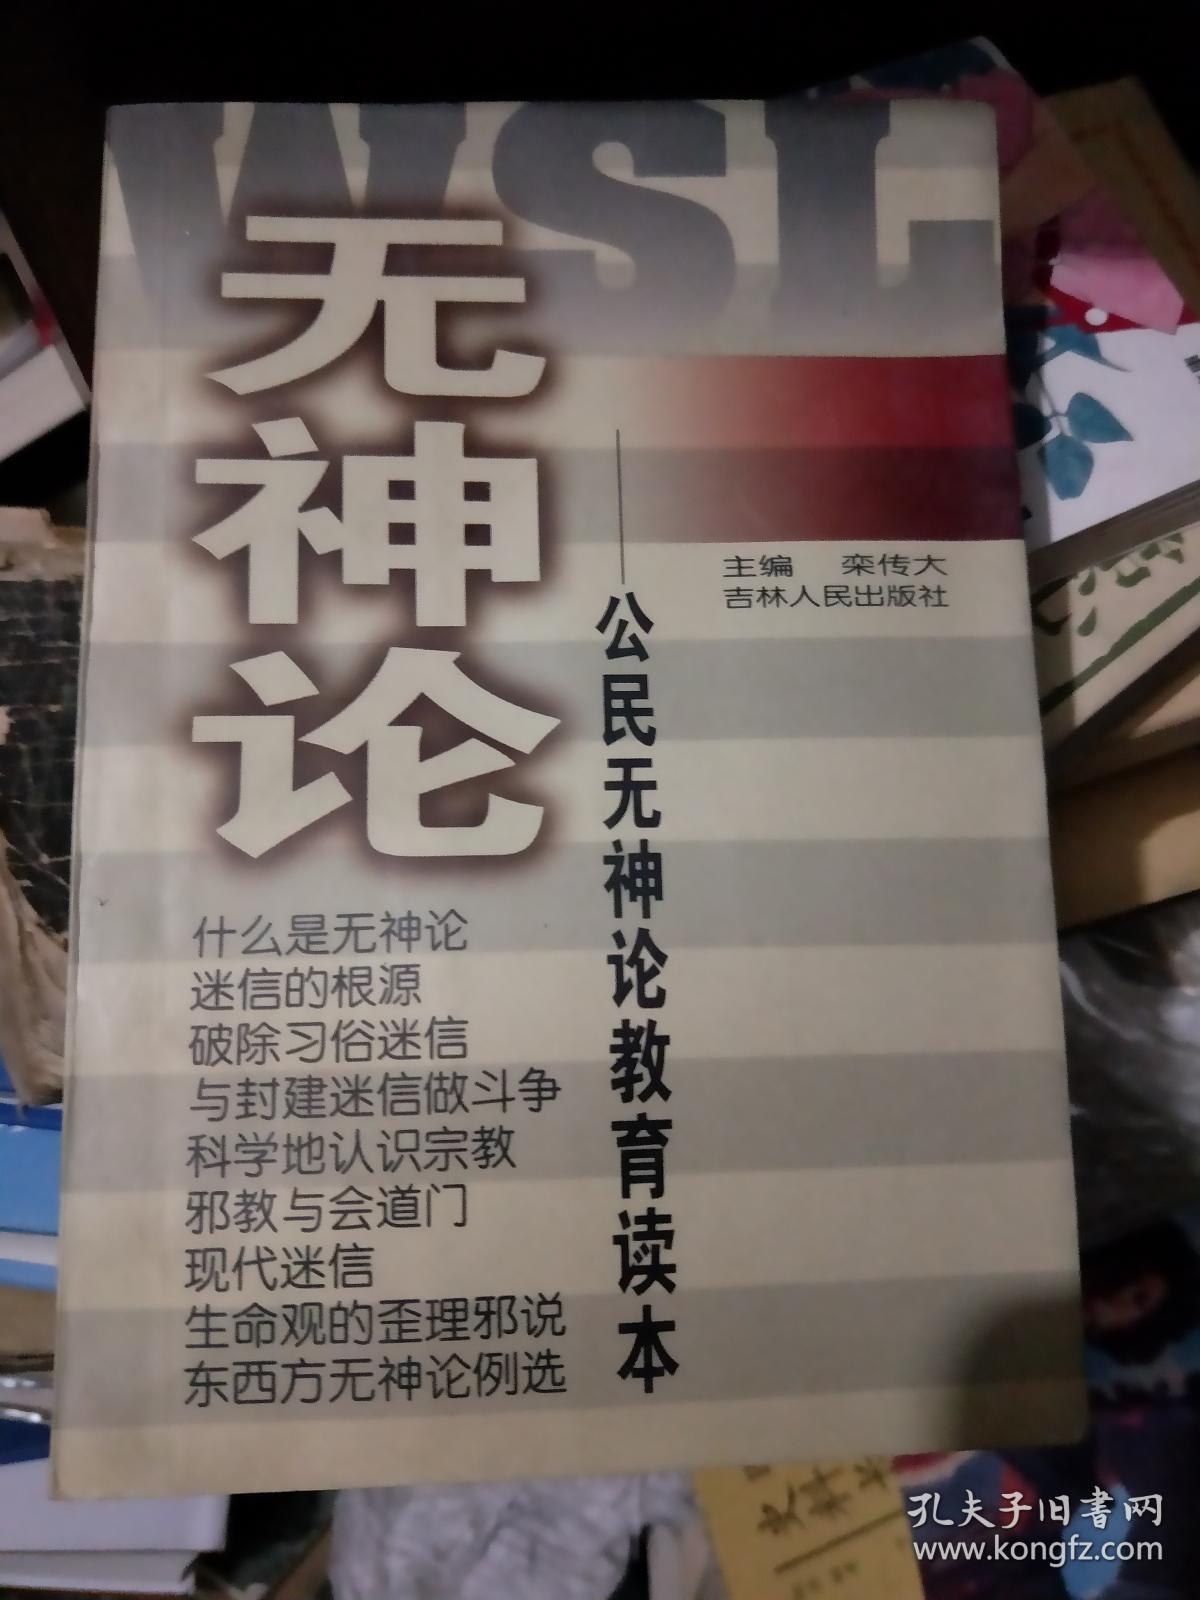 WSL
无神论
——公民无神论教育读本
主编 栾传大
吉林人民出版社
什么是无神论
迷信的根源
破除习俗迷信
与封建迷信做斗争
科学地认识宗教
邪教与会道门
现代迷信
生命观的歪理邪说
东西方无神论例选
孔夫子旧书网
www.kongfz.com